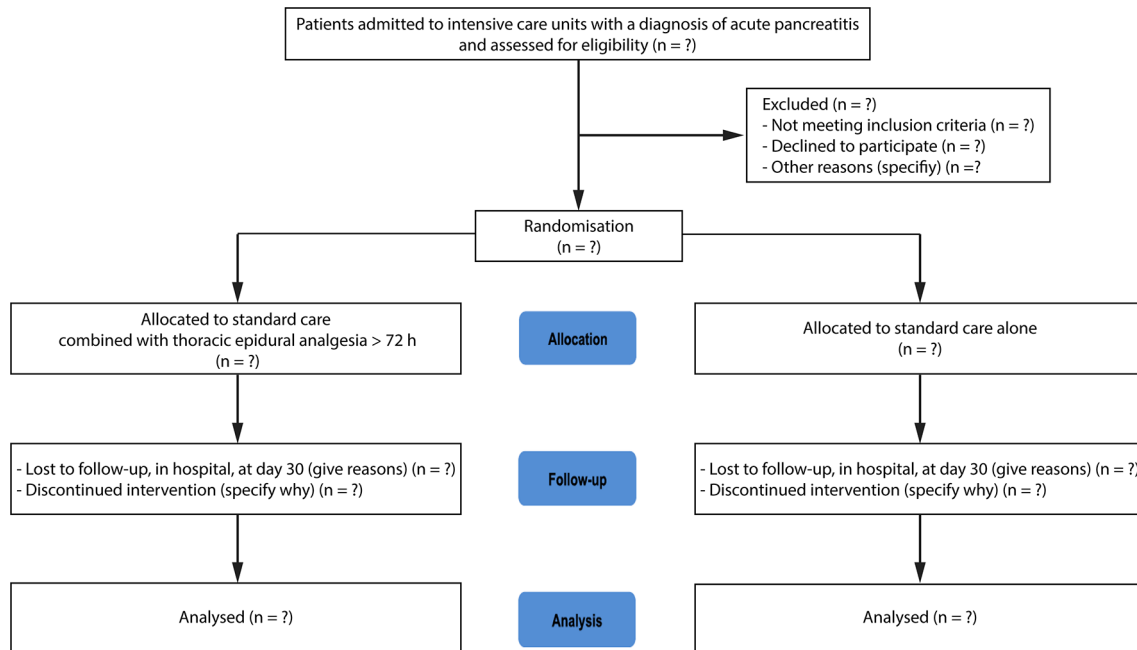 Patients admitted to intensive care units with a diagnosis of acute pancreatitis
and assessed for eligibility (n = ?)
Excluded (n = ?)
- Not meeting inclusion criteria (n = ?)
- Declined to participate (n = ?)
- Other reasons (specifiy) (n =?
Randomisation
(n = ?)
Allocated to standard care
combined with thoracic epidural analgesia > 72 h
(n = ?)
Allocation
Allocated to standard care alone
(n = ?)
- Lost to follow-up, in hospital, at day 30 (give reasons) (n = ?)
- Discontinued intervention (specify why) (n = ?)
Follow-up
- Lost to follow-up, in hospital, at day 30 (give reasons) (n = ?)
- Discontinued intervention (specify why) (n = ?)
Analysed (n = ?)
Analysis
Analysed (n = ?)